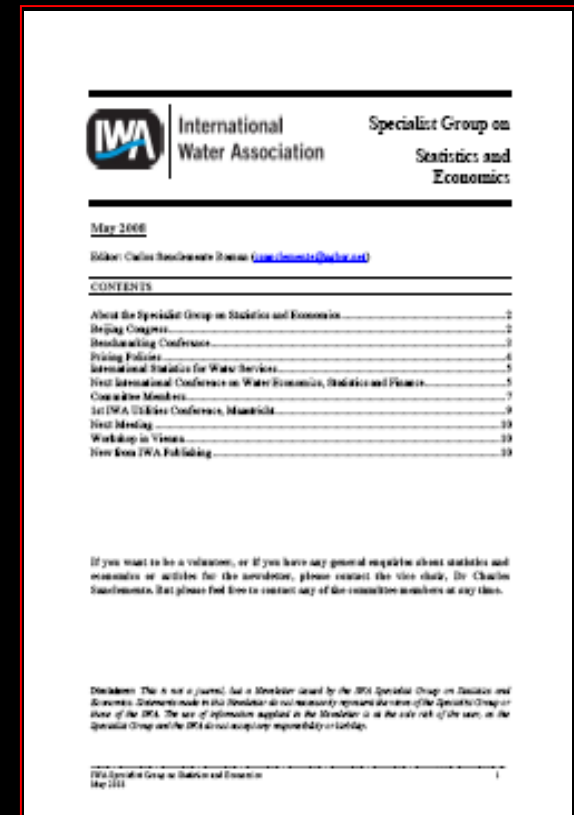 IWA
International
Water Association
Specialist Group on
Statistics and
Economics
May 2008
Editor: Carlos Sanclemente
CONTENTS
About the Specialist Group on Statistics and Economics 2
Beijing Congress 2
Benchmarking Conference 3
Pricing Policies 4
International Statistics for Water Services 5
Next International Conference on Water Economics, Statistics and Finance 5
Committee Members 7
1st IWA Utilities Conference, Maastricht 9
Next Meeting 10
Workshop in Vienna 10
New from IWA Publishing 10
If you want to be a volunteer, or if you have any general enquiries about statistics and
economics or articles for the newsletter, please contact the vice chair, Dr Charles
Sanclemente. But please feel free to contact any of the committee members at any time.
Disclaimer: This is not a journal, but a Newsletter issued by the IWA Specialist Group on Statistics and
Economics. Statements made in this Newsletter do not necessarily represent the views of the Specialist Group or
those of the IWA. The use of information supplied in the Newsletter is at the sole risk of the user, as the
Specialist Group and the IWA do not accept any responsibility or liability.
IWA Specialist Group on Statistics and Economics 1
May 2008